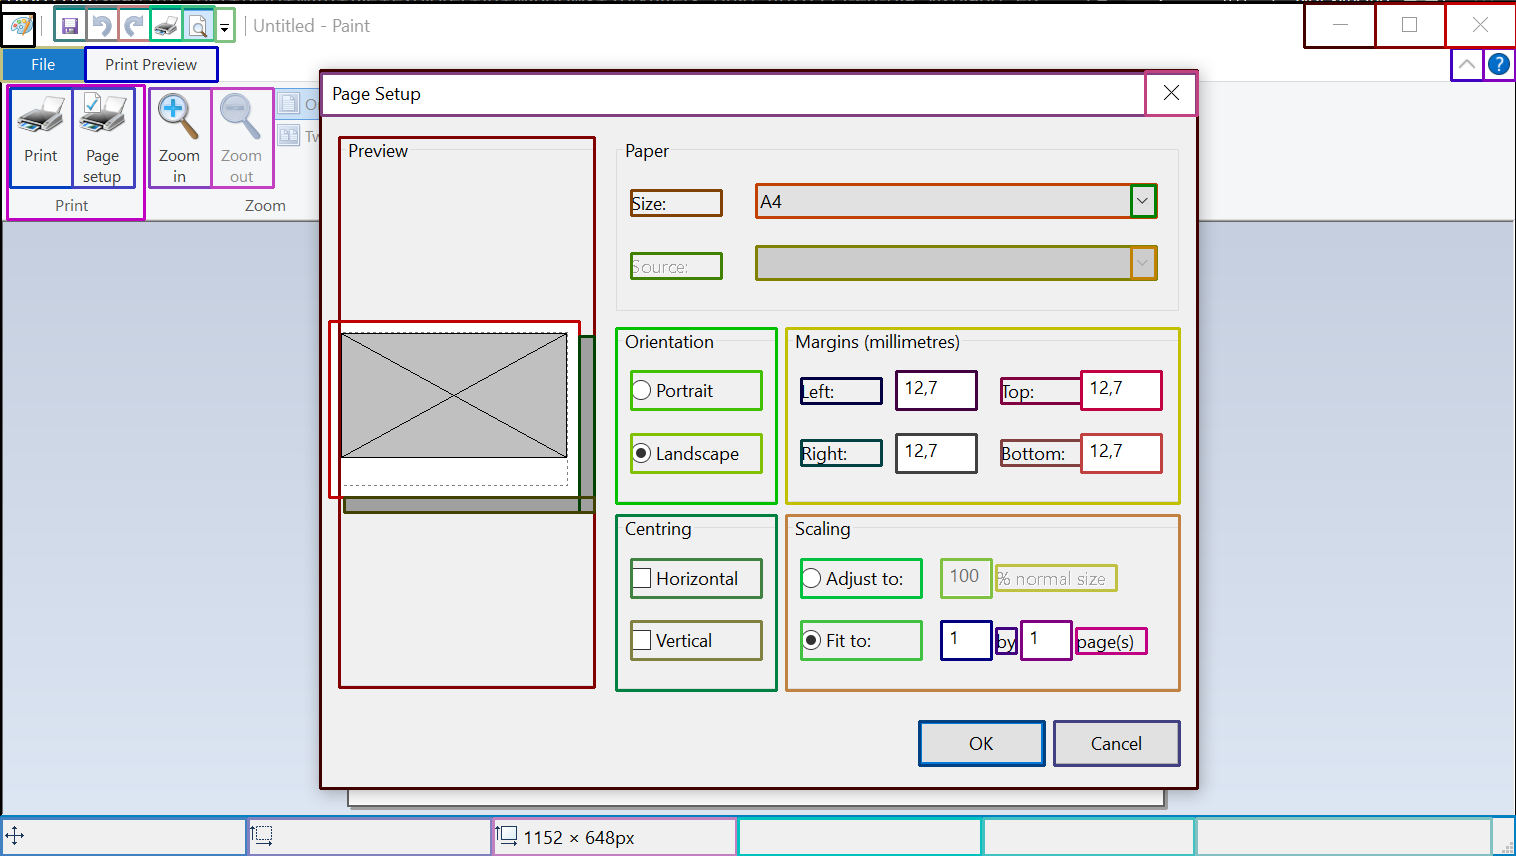 Untitled - Paint
File
Print Preview
Page Setup
Print
Page
setup
Zoom
in
Zoom
out
Print
Zoom
Preview
Paper
Size:
A4
Source:
Orientation
Portrait
Landscape
Margins (millimetres)
Left:
12,7
Top:
12,7
Right:
12,7
Bottom:
12,7
Centring
Horizontal
Vertical
Scaling
Adjust to:
100
% normal size
Fit to:
1
by
1
page(s)
OK
Cancel
1152 × 648px